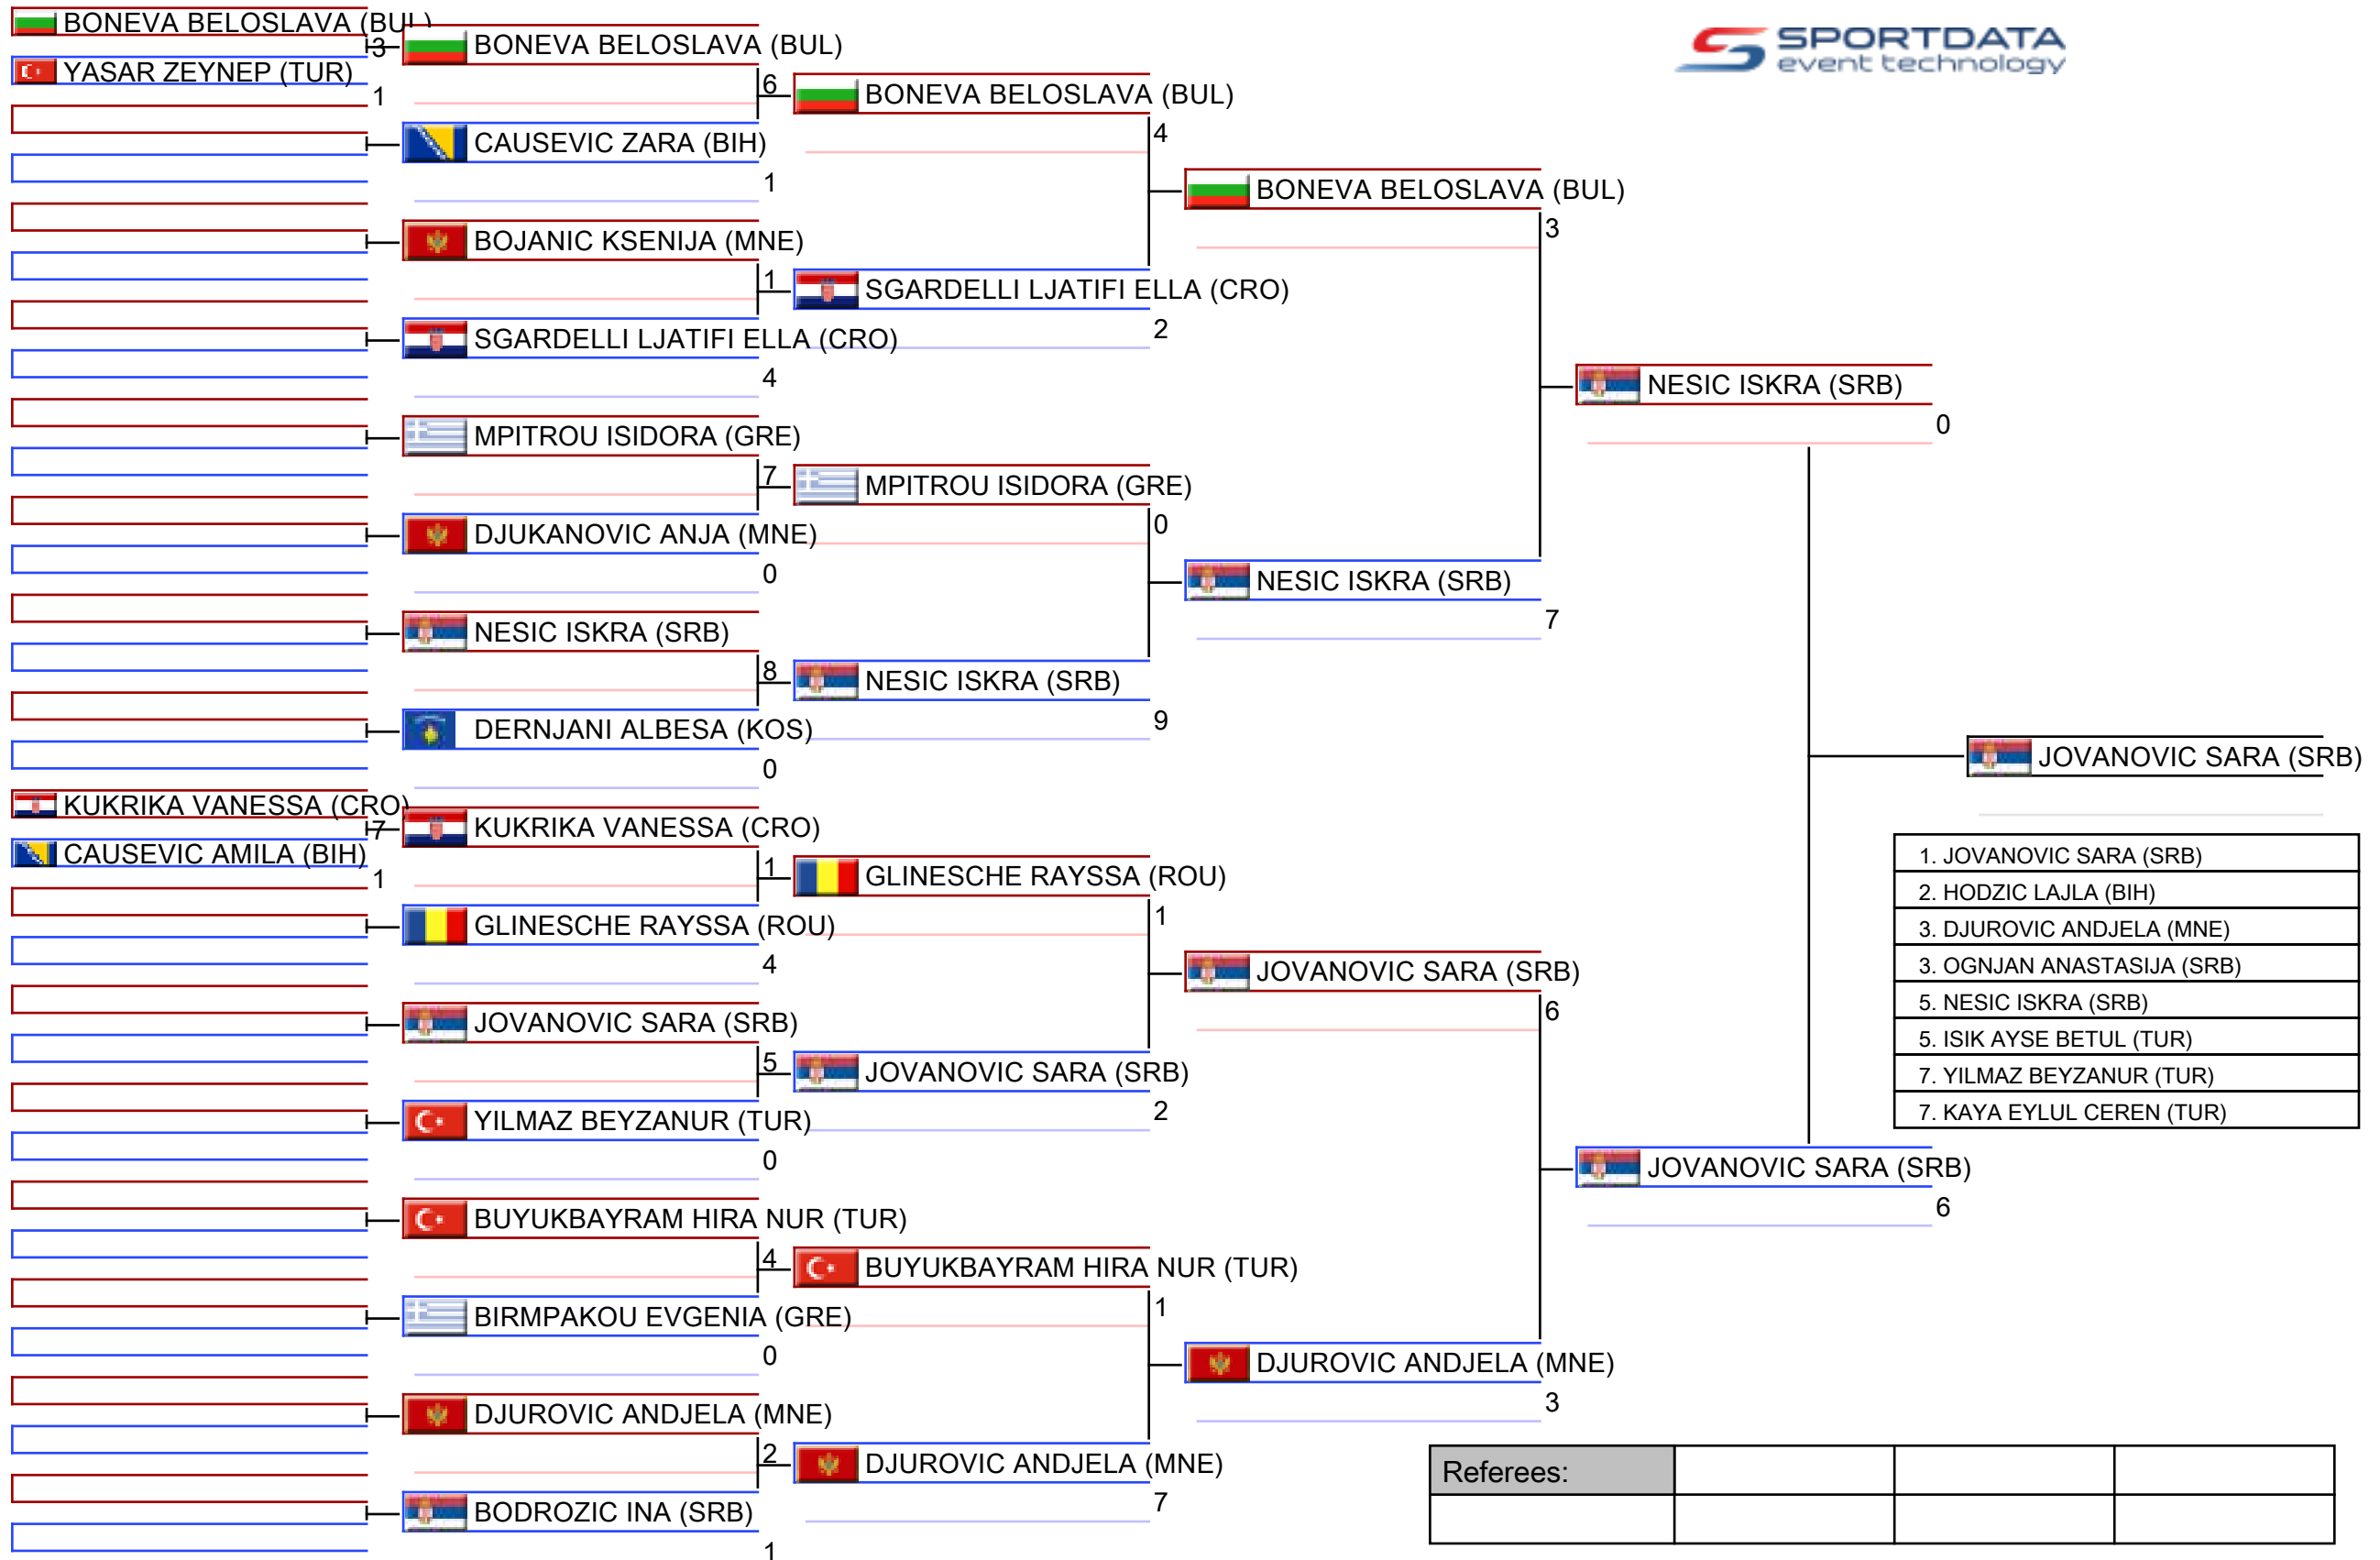 SPORTDATA
event technology
BONEVA BELOSLAVA (BUL)
3
YASAR ZEYNEP (TUR)
1
KUKRIKA VANESSA (CRO)
7
CAUSEVIC AMILA (BIH)
1
BONEVA BELOSLAVA (BUL)
6
CAUSEVIC ZARA (BIH)
1
BOJANIC KSENIJA (MNE)
1
SGARDELLI LJATIFI ELLA (CRO)
4
MPITROU ISIDORA (GRE)
7
DJUKANOVIC ANJA (MNE)
0
NESIC ISKRA (SRB)
8
DERNJANI ALBESA (KOS)
0
KUKRIKA VANESSA (CRO)
1
GLINESCHE RAYSSA (ROU)
4
JOVANOVIC SARA (SRB)
5
YILMAZ BEYZANUR (TUR)
0
BUYUKBAYRAM HIRA NUR (TUR)
4
BIRMPAKOU EVGENIA (GRE)
0
DJUROVIC ANDJELA (MNE)
2
BODROZIC INA (SRB)
1
BONEVA BELOSLAVA (BUL)
4
SGARDELLI LJATIFI ELLA (CRO)
2
MPITROU ISIDORA (GRE)
0
NESIC ISKRA (SRB)
9
GLINESCHE RAYSSA (ROU)
1
JOVANOVIC SARA (SRB)
2
BUYUKBAYRAM HIRA NUR (TUR)
1
DJUROVIC ANDJELA (MNE)
7
BONEVA BELOSLAVA (BUL)
3
NESIC ISKRA (SRB)
7
JOVANOVIC SARA (SRB)
6
DJUROVIC ANDJELA (MNE)
3
NESIC ISKRA (SRB)
0
JOVANOVIC SARA (SRB)
6
JOVANOVIC SARA (SRB)
1. JOVANOVIC SARA (SRB)
2. HODZIC LAJLA (BIH)
3. DJUROVIC ANDJELA (MNE)
3. OGNJAN ANASTASIJA (SRB)
5. NESIC ISKRA (SRB)
5. ISIK AYSE BETUL (TUR)
7. YILMAZ BEYZANUR (TUR)
7. KAYA EYLUL CEREN (TUR)
Referees: